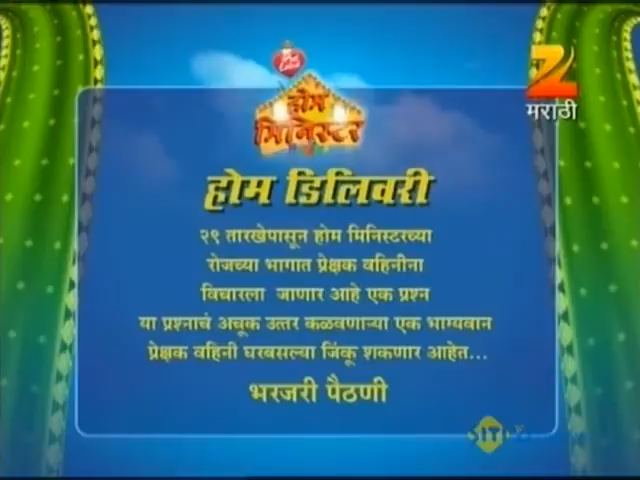 होम
मिनिस्टर
मराठी
होम डिलिवरी
२९ तारखेपासून होम मिनिस्टरच्या
रोजच्या भागात प्रेक्षक वहिनीना
विचारला जाणार आहे एक प्रश्न
या प्रश्नाचं अचूक उत्तर कळवणाऱ्या एक भाग्यवान
प्रेक्षक वहिनी घरबसल्या जिंकू शकणार आहेत...
भरजरी पैठणी
SITI